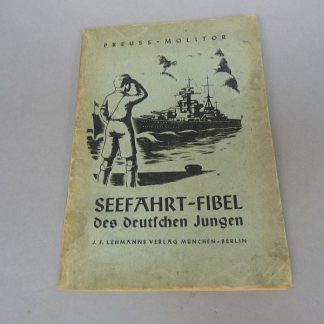 PREUSS - MOLITOR
SEEFAHRT-FIBEL
des deutſchen Jungen
J. F. LEHMANNS VERLAG MÜNCHEN • BERLIN